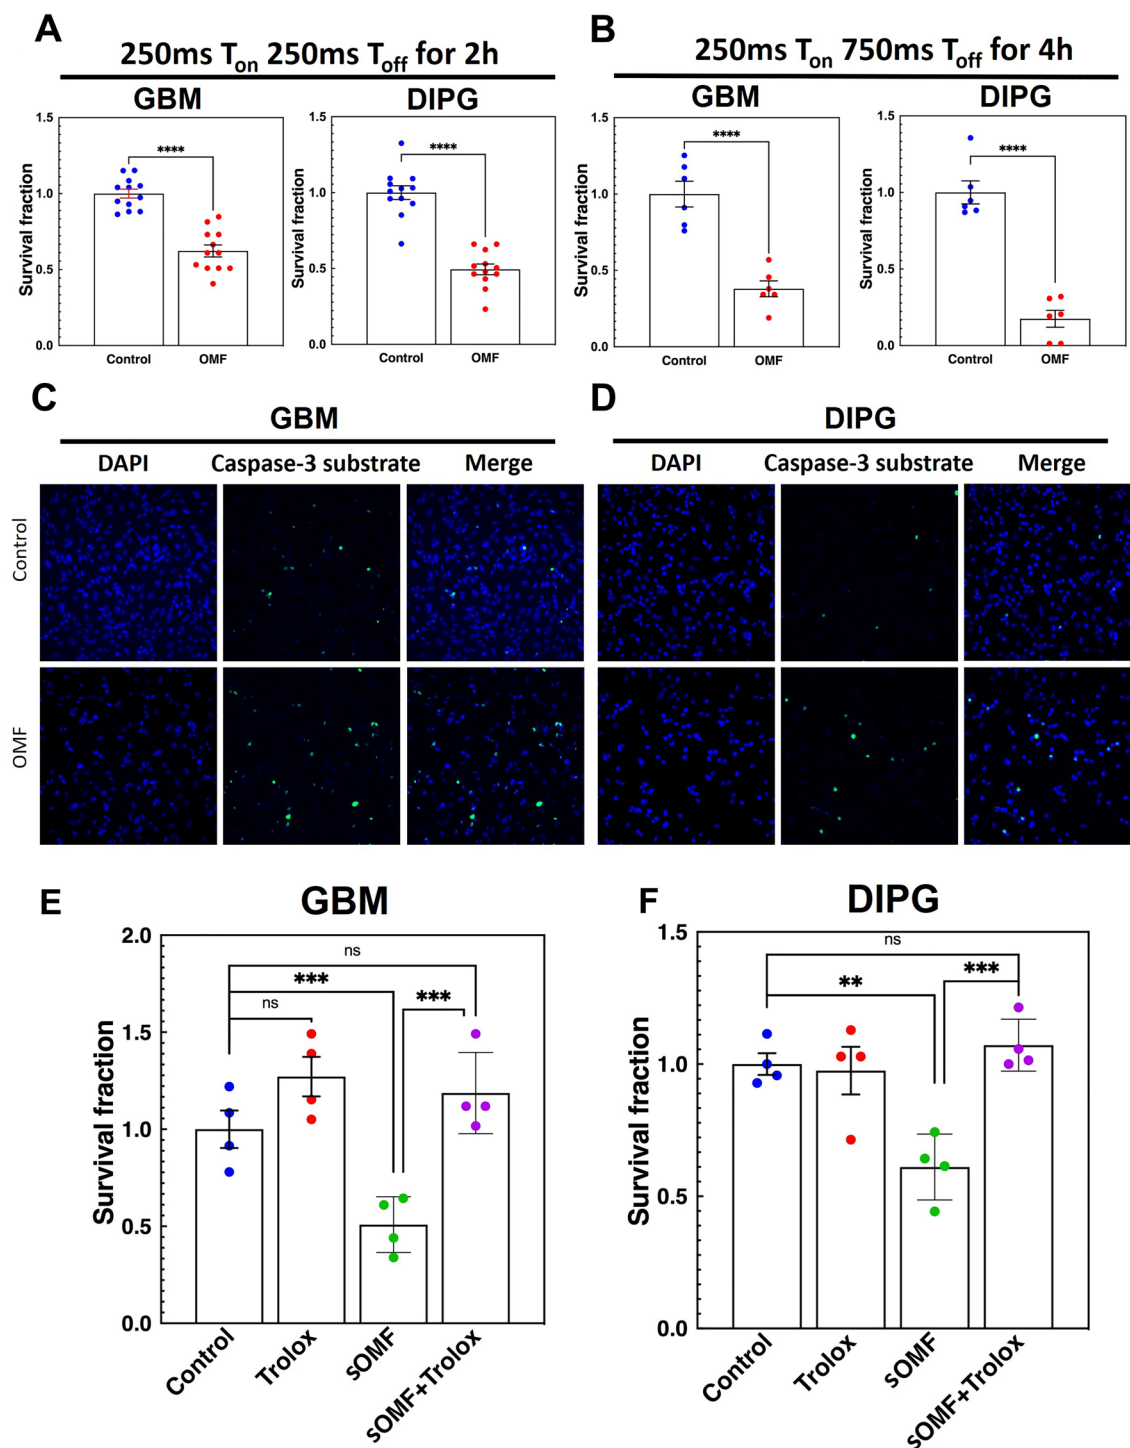 A
250ms Ton 250ms Toff for 2h
GBM
DIPG
Survival fraction
1.5
1.0
0.5
0.0
****
Control
OMF
Survival fraction
1.5
1.0
0.5
0.0
****
Control
OMF
B
250ms Ton 750ms Toff for 4h
GBM
DIPG
Survival fraction
1.5
1.0
0.5
0.0
****
Control
OMF
Survival fraction
1.5
1.0
0.5
0.0
****
Control
OMF
C
GBM
DAPI
Caspase-3 substrate
Merge
Control
OMF
D
DIPG
DAPI
Caspase-3 substrate
Merge
E
GBM
Survival fraction
2.0
1.5
1.0
0.5
0.0
ns
***
ns
***
Control
Trolox
sOMF
sOMF+Trolox
F
DIPG
Survival fraction
1.5
1.0
0.5
0.0
ns
**
***
Control
Trolox
sOMF
sOMF+Trolox